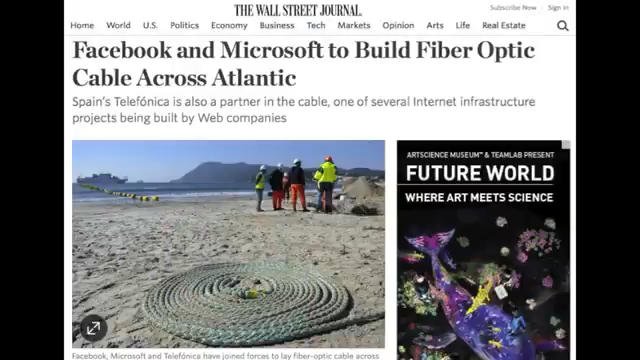 THE WALL STREET JOURNAL.
Subscribe Now | Sign In
Home World U.S. Politics Economy Business Tech Markets Opinion Arts Life Real Estate
Facebook and Microsoft to Build Fiber Optic
Cable Across Atlantic
Spain's Telefónica is also a partner in the cable, one of several Internet infrastructure
projects being built by Web companies
ARTSCIENCE MUSEUM™ & TEAMLAB PRESENT
FUTURE WORLD
WHERE ART MEETS SCIENCE
Facebook, Microsoft and Telefónica have joined forces to lay fiber-optic cable across